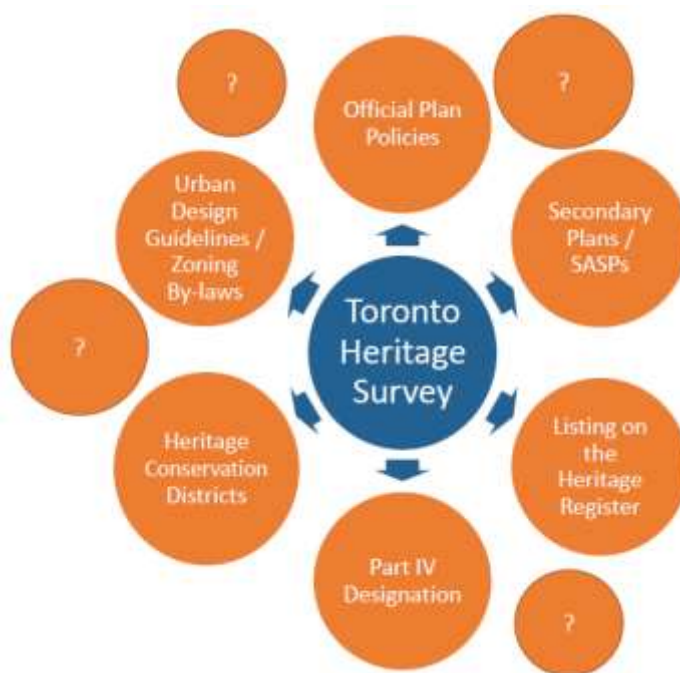 ?
Official Plan
Policies
?
Urban
Design
Guidelines /
Zoning
By-laws
Secondary
Plans /
SASPs
Toronto
Heritage
Survey
?
Heritage
Conservation
Districts
Listing on
the
Heritage
Register
Part IV
Designation
?